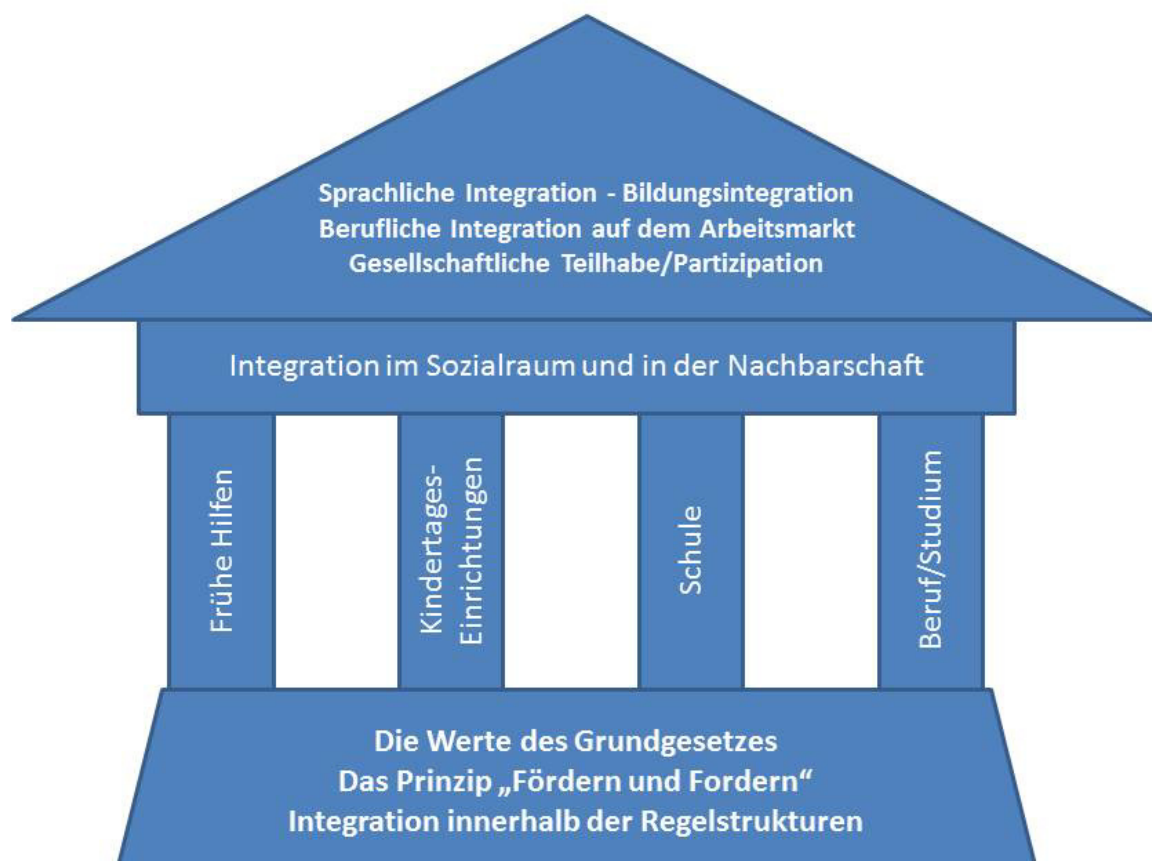 Sprachliche Integration - Bildungsintegration
Berufliche Integration auf dem Arbeitsmarkt
Gesellschaftliche Teilhabe/Partizipation
Integration im Sozialraum und in der Nachbarschaft
Frühe Hilfen
Kindertages-
Einrichtungen
Schule
Beruf/Studium
Die Werte des Grundgesetzes
Das Prinzip „Fördern und Fordern“
Integration innerhalb der Regelstrukturen